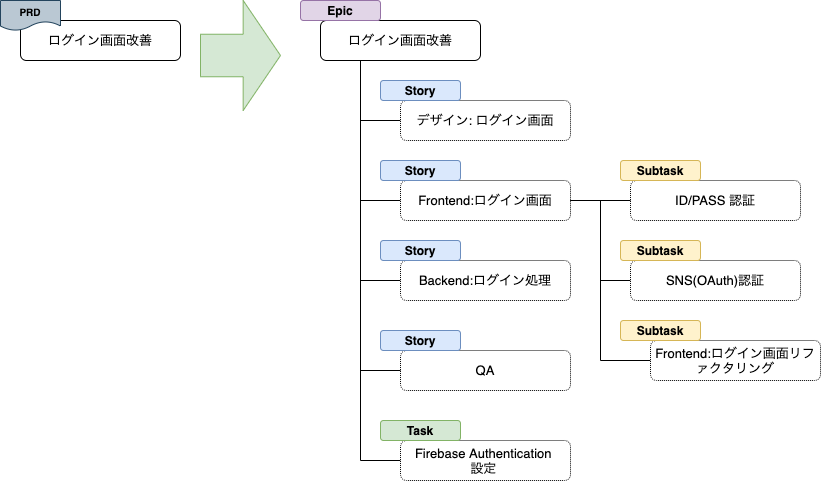 PRD
ログイン画面改善
Epic
ログイン画面改善
Story
デザイン: ログイン画面
Story
Frontend:ログイン画面
Subtask
ID/PASS 認証
Story
Backend:ログイン処理
Subtask
SNS(OAuth)認証
Story
QA
Subtask
Frontend:ログイン画面リフ
ァクタリング
Task
Firebase Authentication
設定